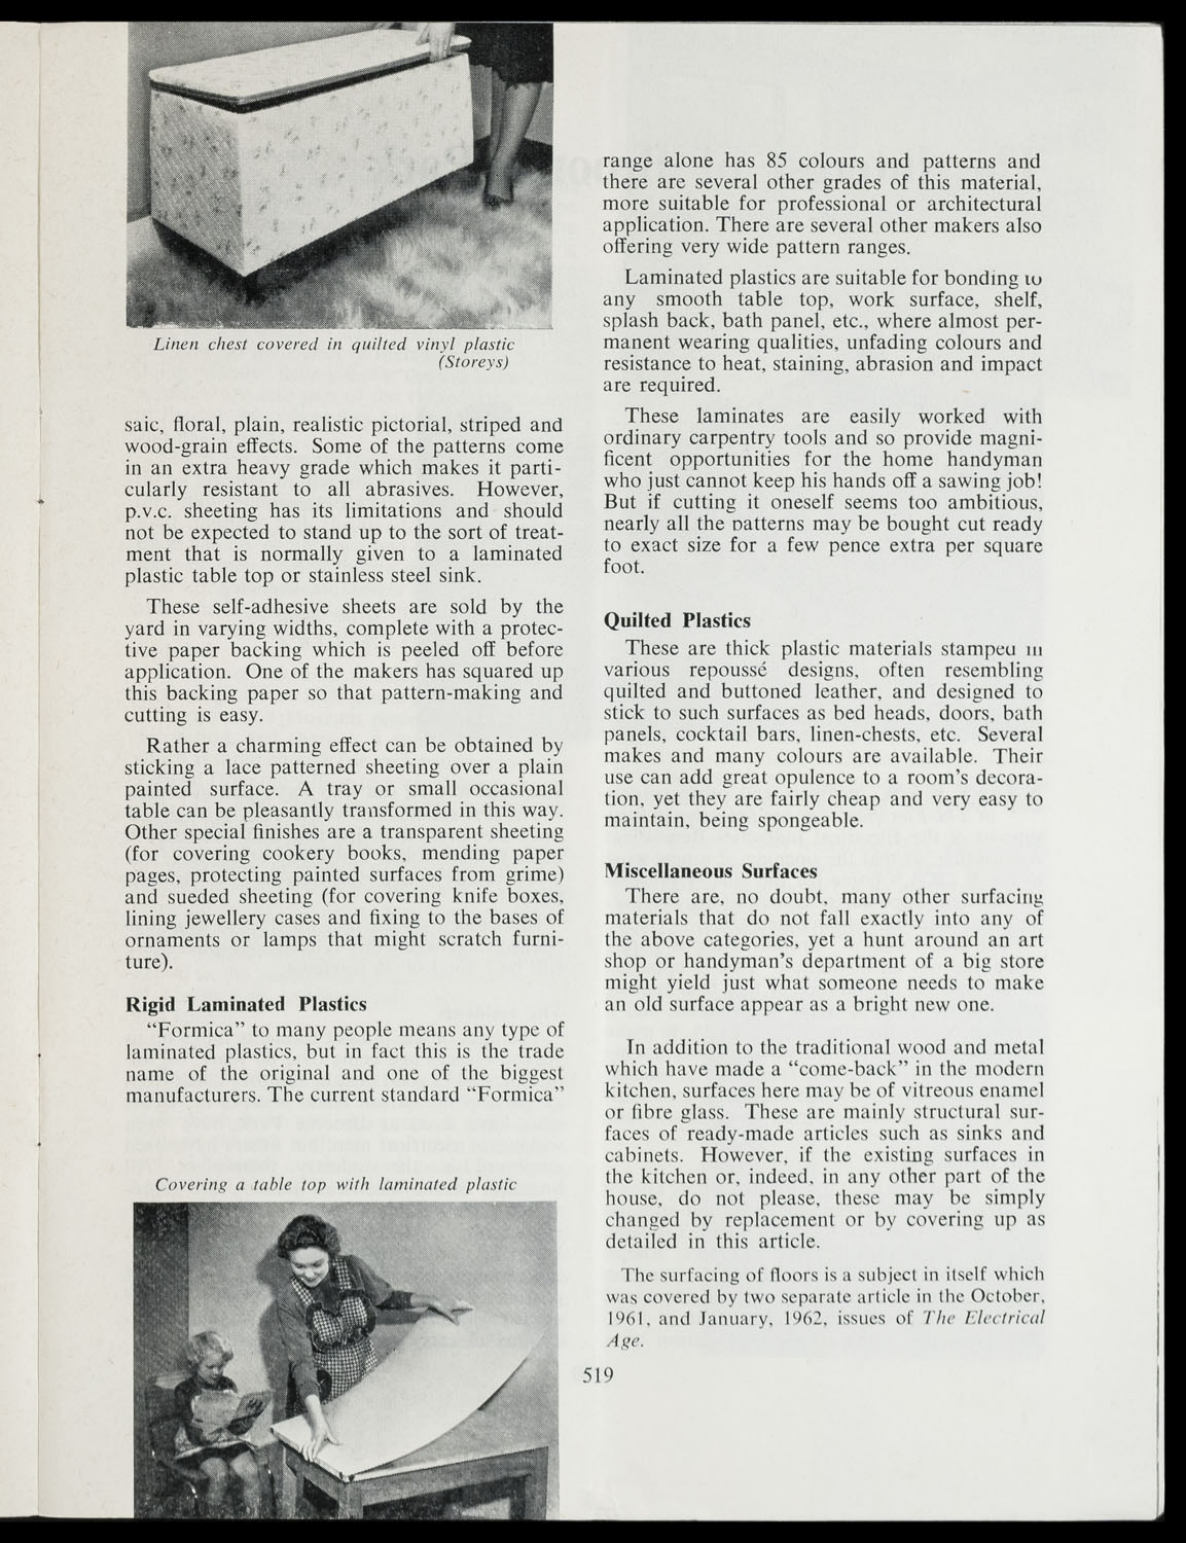 Linen chest covered in quilted vinyl plastic
(Storeys)
saic, floral, plain, realistic pictorial, striped and
wood-grain effects. Some of the patterns come
in an extra heavy grade which makes it parti-
cularly resistant to all abrasives. However,
p.v.c. sheeting has its limitations and should
not be expected to stand up to the sort of treat-
ment that is normally given to a laminated
plastic table top or stainless steel sink.
These self-adhesive sheets are sold by the
yard in varying widths, complete with a protec-
tive paper backing which is peeled off before
application. One of the makers has squared up
this backing paper so that pattern-making and
cutting is easy.
Rather a charming effect can be obtained by
sticking a lace patterned sheeting over a plain
painted surface. A tray or small occasional
table can be pleasantly transformed in this way.
Other special finishes are a transparent sheeting
(for covering cookery books, mending paper
pages, protecting painted surfaces from grime)
and sueded sheeting (for covering knife boxes,
lining jewellery cases and fixing to the bases of
ornaments or lamps that might scratch furni-
ture).
Rigid Laminated Plastics
“Formica” to many people means any type of
laminated plastics, but in fact this is the trade
name of the original and one of the biggest
manufacturers. The current standard “Formica”
Covering a table top with laminated plastic
range alone has 85 colours and patterns and
there are several other grades of this material,
more suitable for professional or architectural
application. There are several other makers also
offering very wide pattern ranges.
Laminated plastics are suitable for bonding to
any smooth table top, work surface, shelf,
splash back, bath panel, etc., where almost per-
manent wearing qualities, unfading colours and
resistance to heat, staining, abrasion and impact
are required.
These laminates are easily worked with
ordinary carpentry tools and so provide magni-
ficent opportunities for the home handyman
who just cannot keep his hands off a sawing job!
But if cutting it oneself seems too ambitious,
nearly all the patterns may be bought cut ready
to exact size for a few pence extra per square
foot.
Quilted Plastics
These are thick plastic materials stamped in
various repoussé designs, often resembling
quilted and buttoned leather, and designed to
stick to such surfaces as bed heads, doors, bath
panels, cocktail bars, linen-chests, etc. Several
makes and many colours are available. Their
use can add great opulence to a room’s decora-
tion, yet they are fairly cheap and very easy to
maintain, being spongeable.
Miscellaneous Surfaces
There are, no doubt, many other surfacing
materials that do not fall exactly into any of
the above categories, yet a hunt around an art
shop or handyman’s department of a big store
might yield just what someone needs to make
an old surface appear as a bright new one.
In addition to the traditional wood and metal
which have made a “come-back” in the modern
kitchen, surfaces here may be of vitreous enamel
or fibre glass. These are mainly structural sur-
faces of ready-made articles such as sinks and
cabinets. However, if the existing surfaces in
the kitchen or, indeed, in any other part of the
house, do not please, these may be simply
changed by replacement or by covering up as
detailed in this article.
The surfacing of floors is a subject in itself which
was covered by two separate article in the October,
1961, and January, 1962, issues of The Electrical
Age.
519